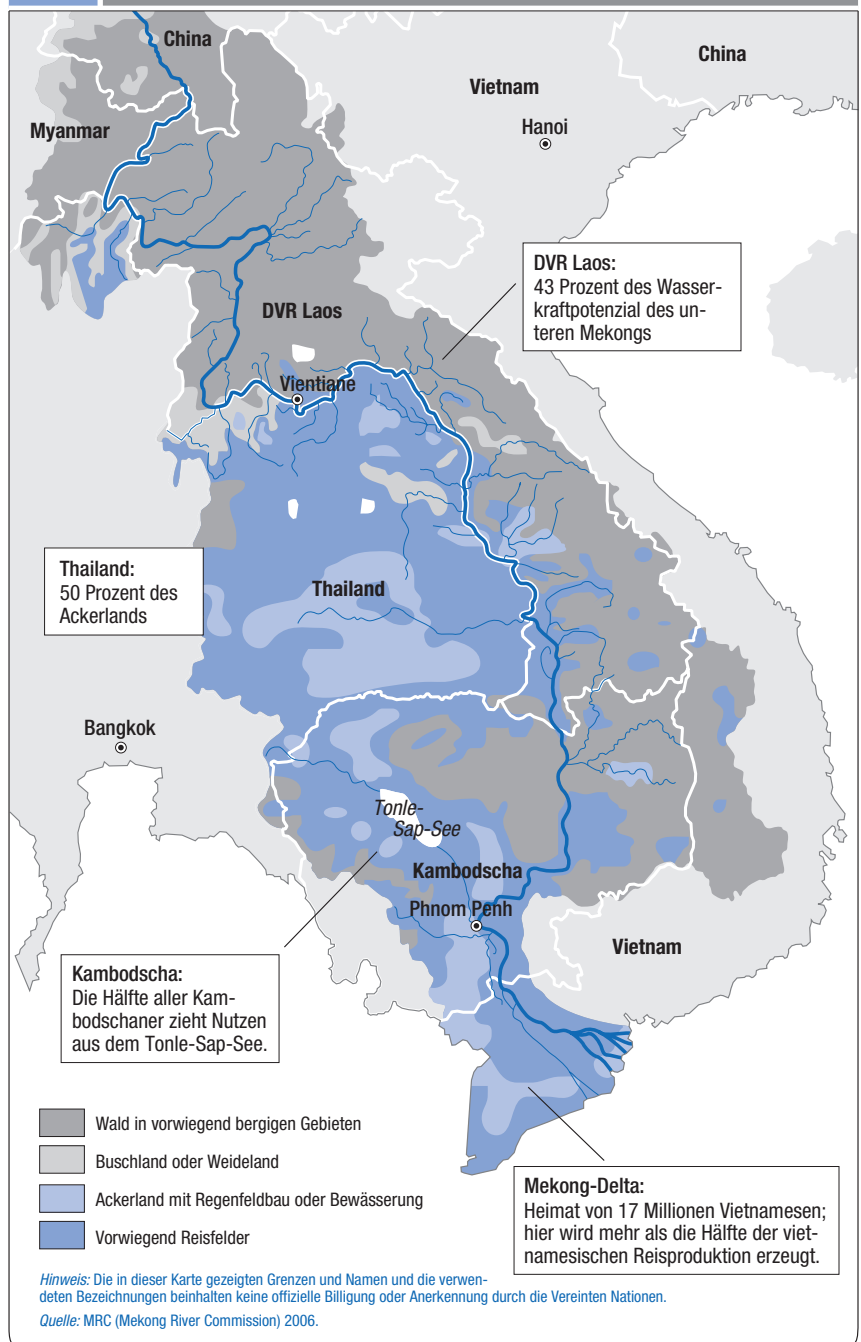 China
China
Vietnam
Hanoi
Myanmar
DVR Laos:
43 Prozent des Wasser-
kraftpotenzial des un-
teren Mekongs
DVR Laos
Vientiane
Thailand:
50 Prozent des
Ackerlands
Thailand
Bangkok
Tonle-
Sap-See
Kambodscha
Phnom Penh
Vietnam
Kambodscha:
Die Hälfte aller Kam-
bodschaner zieht Nutzen
aus dem Tonle-Sap-See.
Wald in vorwiegend bergigen Gebieten
Buschland oder Weideland
Ackerland mit Regenfeldbau oder Bewässerung
Vorwiegend Reisfelder
Mekong-Delta:
Heimat von 17 Millionen Vietnamesen;
hier wird mehr als die Hälfte der viet-
namesischen Reisproduktion erzeugt.
Hinweis: Die in dieser Karte gezeigten Grenzen und Namen und die verwen-
deten Bezeichnungen beinhalten keine offizielle Billigung oder Anerkennung durch die Vereinten Nationen.
Quelle: MRC (Mekong River Commission) 2006.